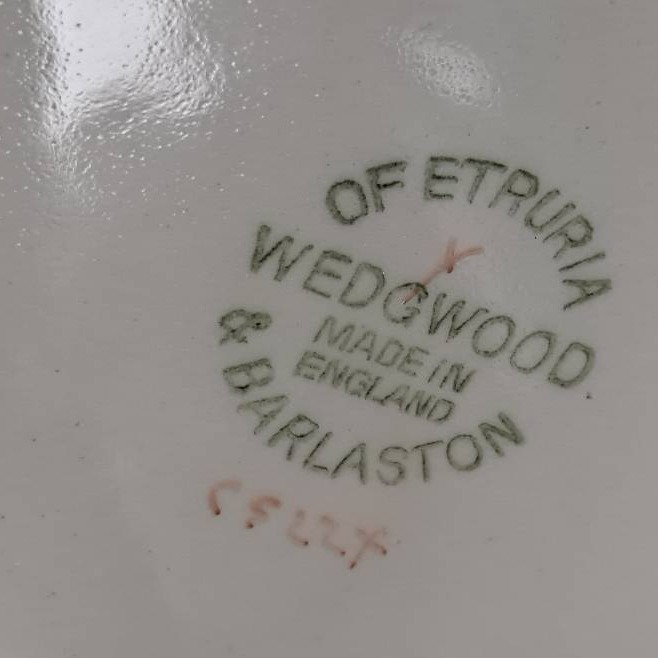 OF ETRURIA
WEDGWOOD
MADE IN
ENGLAND
& BARLASTON